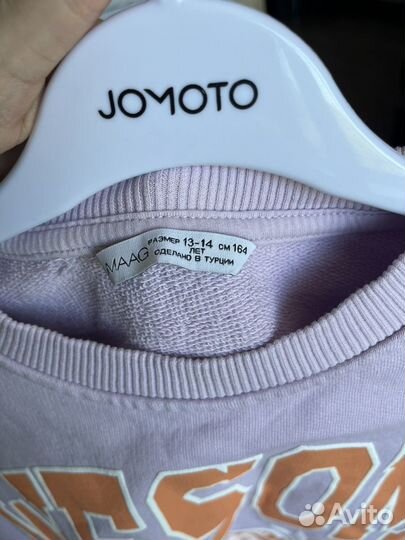 JOMOTO
MAAG
РАЗМЕР 13-14 СМ 164
ЛЕТ
СДЕЛАНО В ТУРЦИИ
Avito